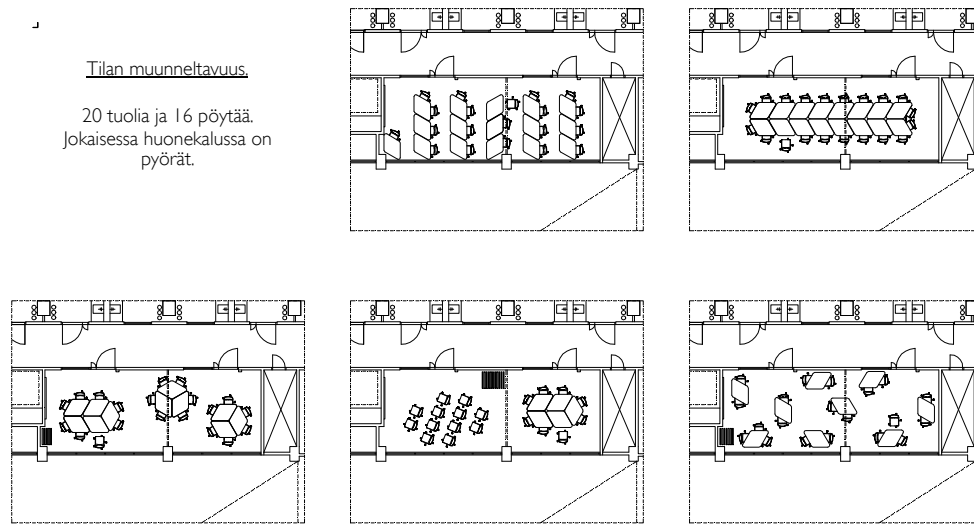 Tilan muunneltavuus.
20 tuolia ja 16 pöytää.
Jokaisessa huonekalussa on
pyörät.